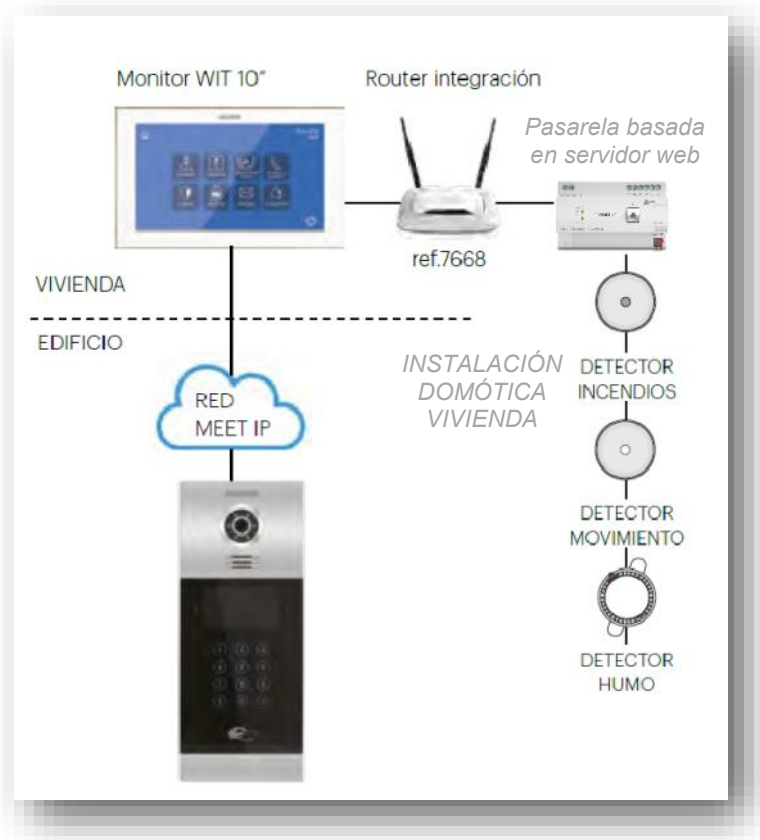 Monitor WIT 10"
Router integración
Pasarela basada
en servidor web
ref.7668
VIVIENDA
EDIFICIO
RED
MEET IP
INSTALACIÓN
DOMÓTICA
VIVIENDA
DETECTOR
INCENDIOS
DETECTOR
MOVIMIENTO
DETECTOR
HUMO